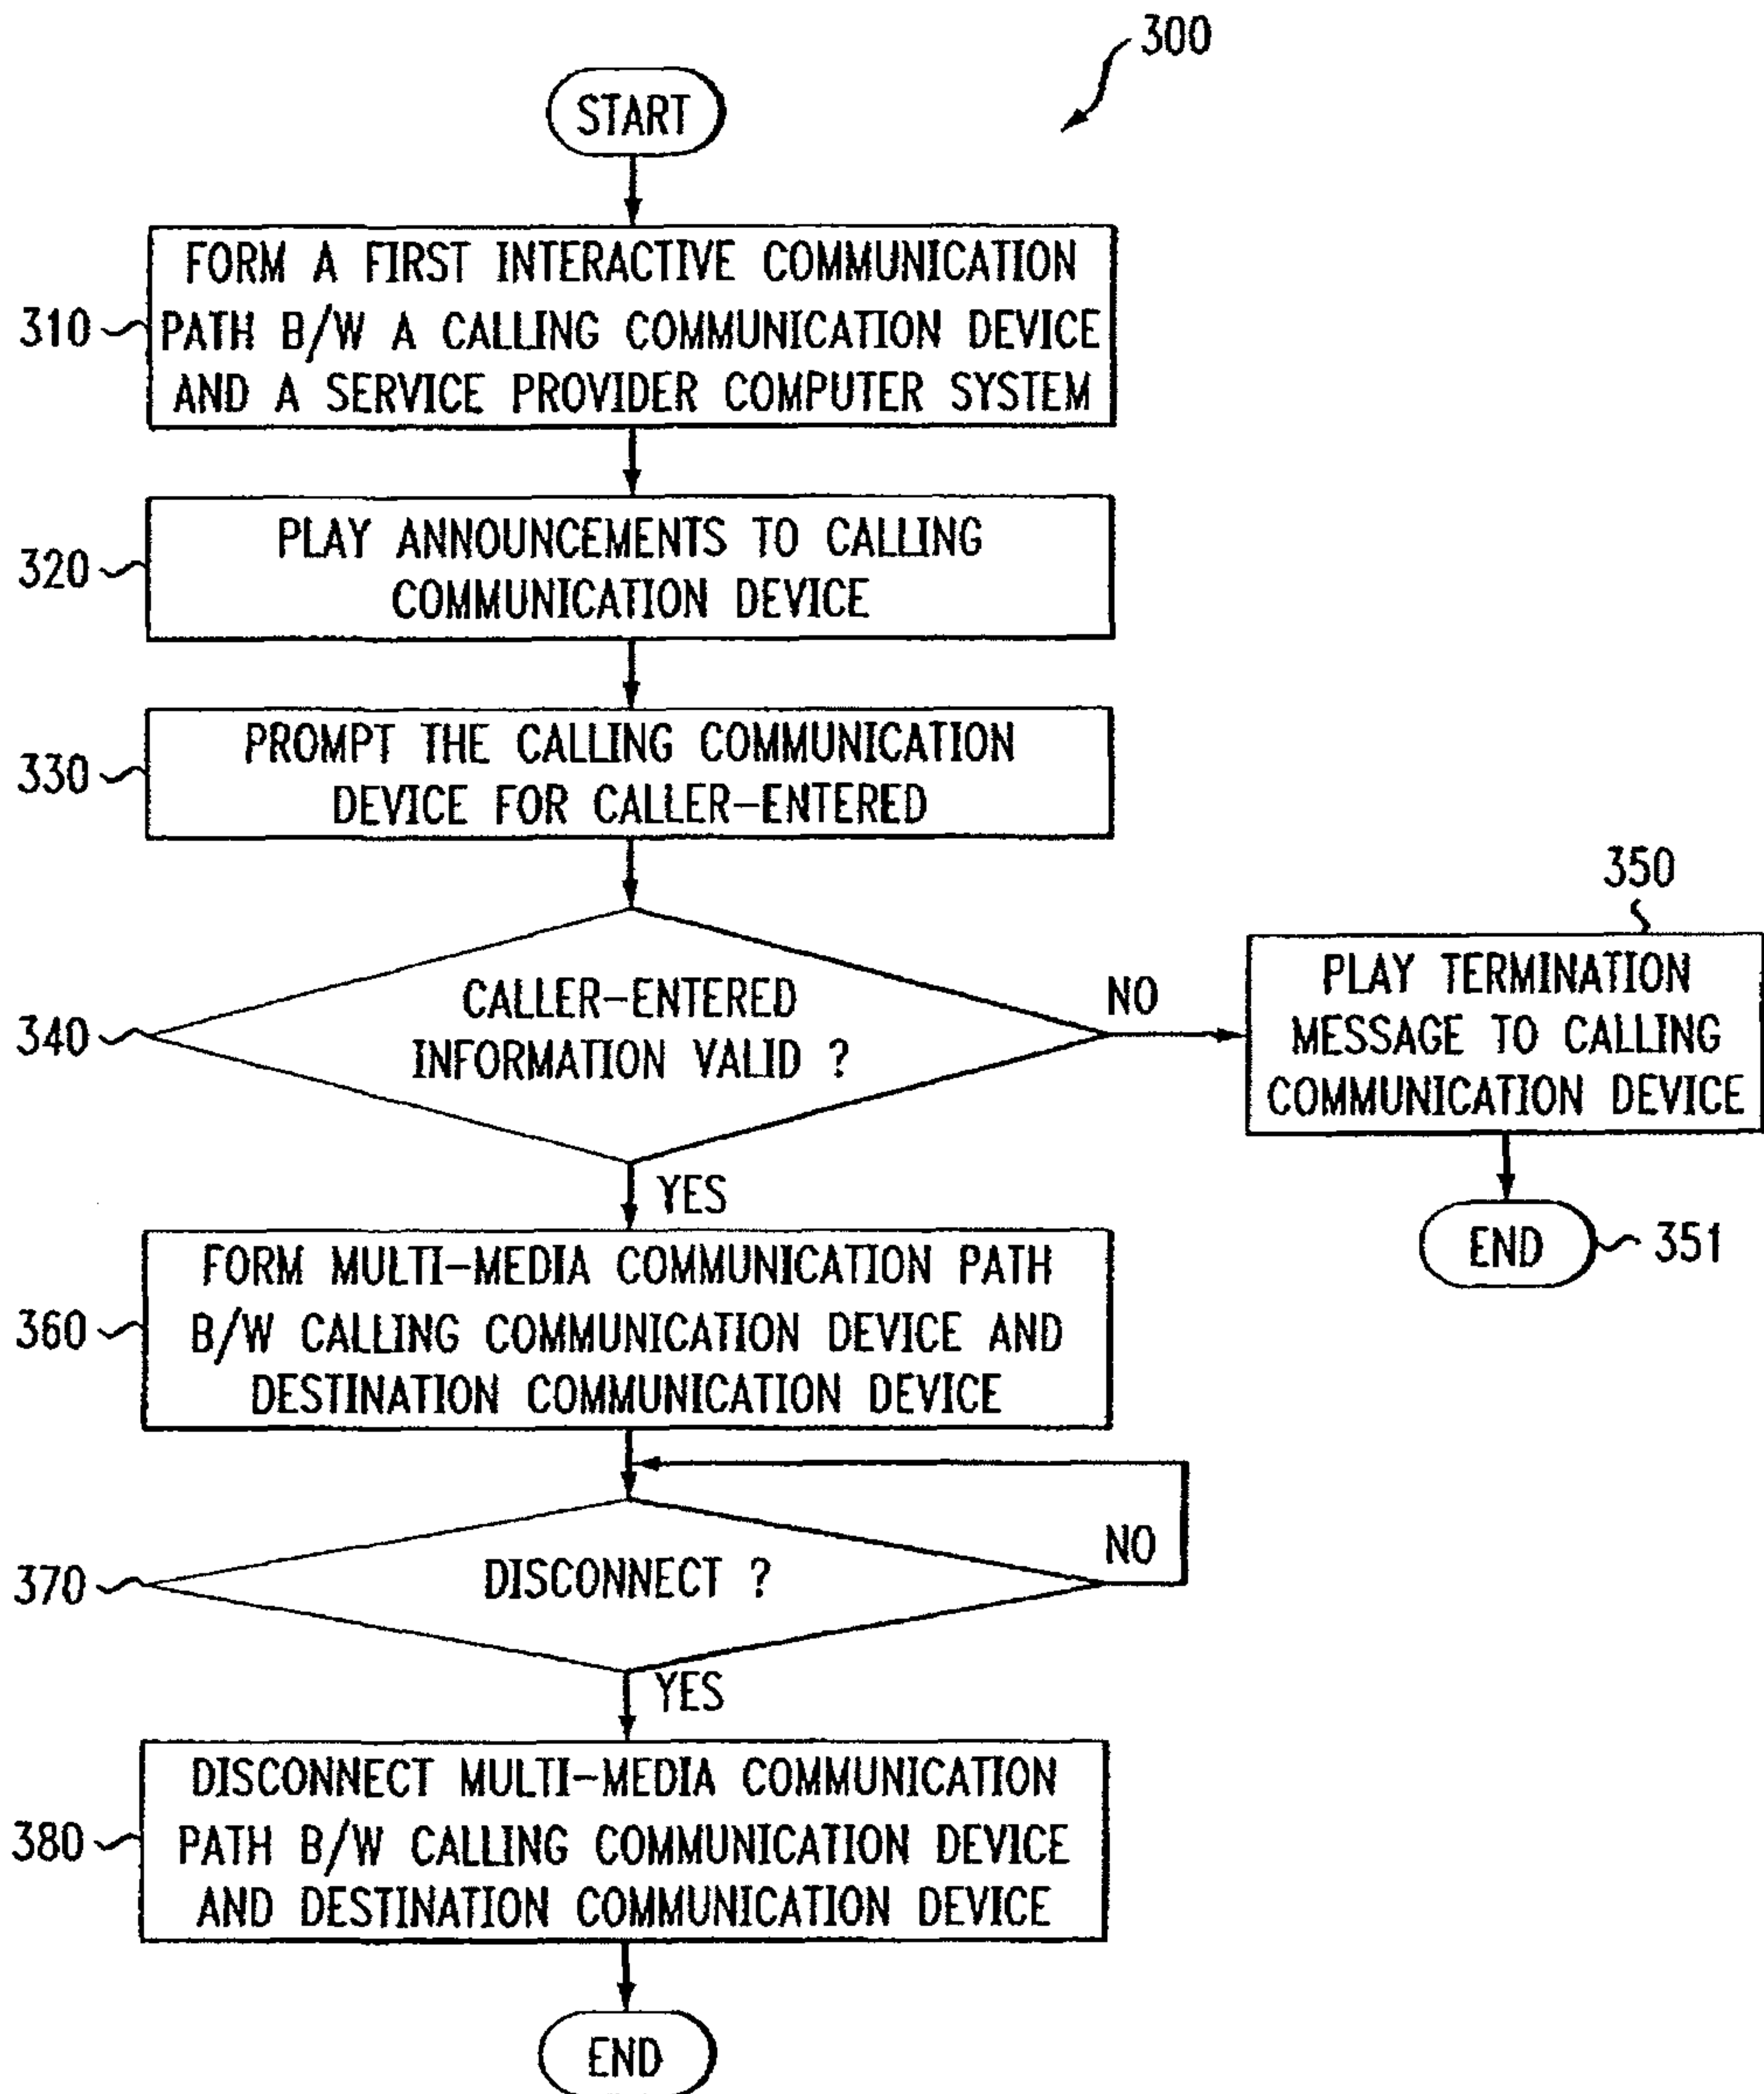 300
START
310
FORM A FIRST INTERACTIVE COMMUNICATION
PATH B/W A CALLING COMMUNICATION DEVICE
AND A SERVICE PROVIDER COMPUTER SYSTEM
320
PLAY ANNOUNCEMENTS TO CALLING
COMMUNICATION DEVICE
330
PROMPT THE CALLING COMMUNICATION
DEVICE FOR CALLER-ENTERED
340
CALLER-ENTERED
INFORMATION VALID ?
NO
350
PLAY TERMINATION
MESSAGE TO CALLING
COMMUNICATION DEVICE
END
351
YES
360
FORM MULTI-MEDIA COMMUNICATION PATH
B/W CALLING COMMUNICATION DEVICE AND
DESTINATION COMMUNICATION DEVICE
370
DISCONNECT ?
NO
YES
380
DISCONNECT MULTI-MEDIA COMMUNICATION
PATH B/W CALLING COMMUNICATION DEVICE
AND DESTINATION COMMUNICATION DEVICE
END